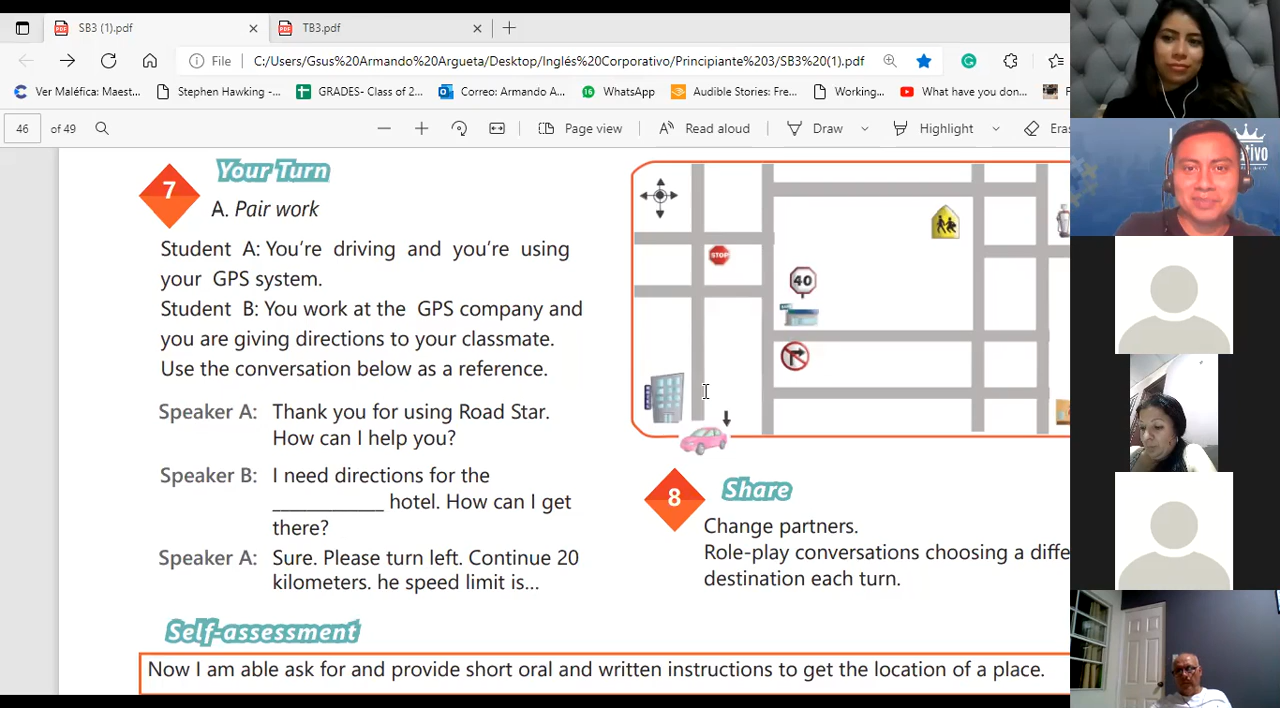 SB3 (1).pdf
TB3.pdf
File
C:/Users/Gsus%20Armando%20Argueta/Desktop/Inglés%20Corporativo/Principiante%203/SB3%20(1).pdf
Ver Maléfica: Maest...
Stephen Hawking -...
GRADES- Class of 2...
Correo: Armando A...
16
WhatsApp
Audible Stories: Fre...
Working...
What have you don...
46
of 49
Page view
Read aloud
Draw
Highlight
Eras
7
Your Turn
A. Pair work
Student A: You're driving and you're using
your GPS system.
Student B: You work at the GPS company and
you are giving directions to your classmate.
Use the conversation below as a reference.
Speaker A: Thank you for using Road Star.
How can I help you?
Speaker B: I need directions for the
____________ hotel. How can I get
there?
Speaker A: Sure. Please turn left. Continue 20
kilometers. he speed limit is...
STOP
40
8
Share
Change partners.
Role-play conversations choosing a diffe
destination each turn.
Self-assessment
Now I am able ask for and provide short oral and written instructions to get the location of a place.